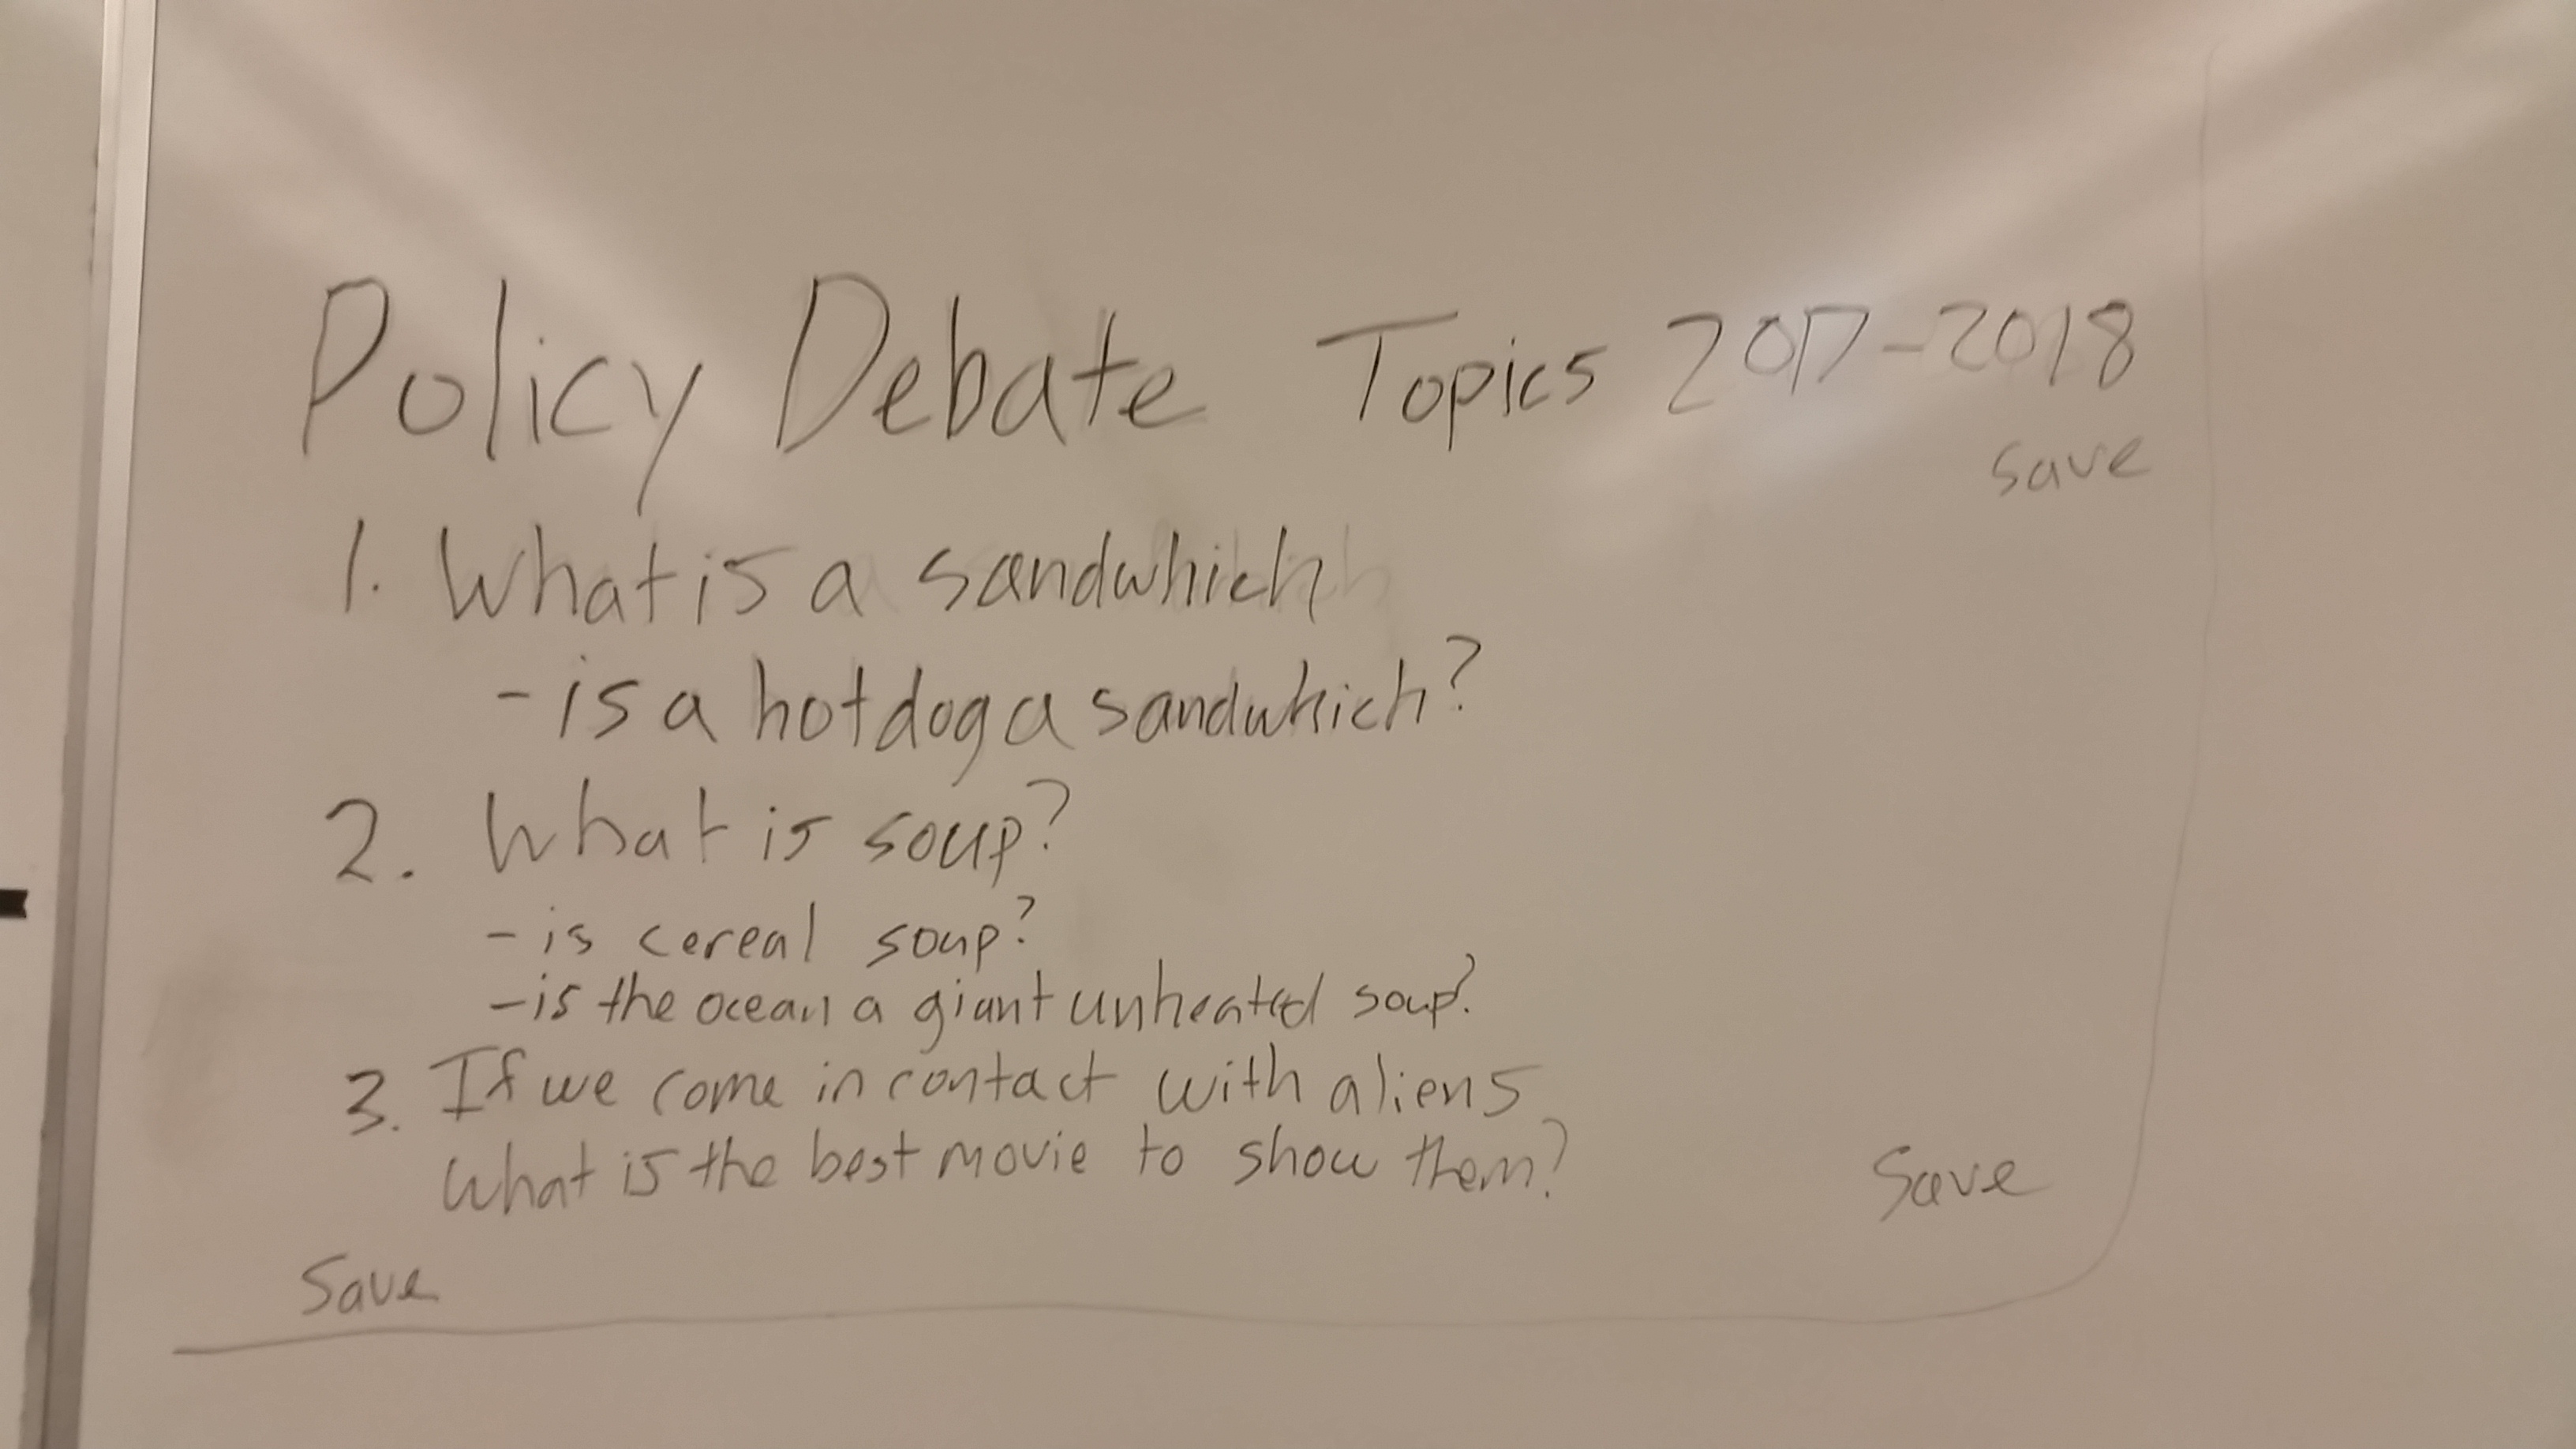 Policy Debate Topics 2017-2018
save
1. What is a sandwhich
- is a hotdog a sandwhich?
2. What is soup?
- is cereal soup?
- is the ocean a giant unheated soup?
3. If we come in contact with aliens
what is the best movie to show them?
Save
Save